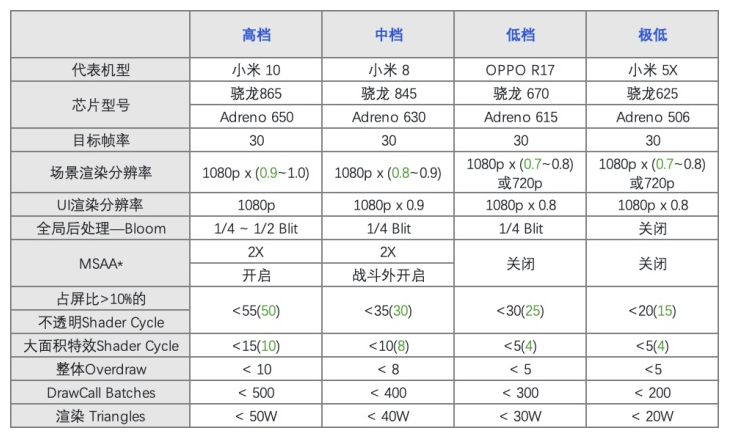 高档 中档 低档 极低
代表机型 小米 10 小米 8 OPPO R17 小米 5X
芯片型号 骁龙865 骁龙 845 骁龙 670 骁龙625
Adreno 650 Adreno 630 Adreno 615 Adreno 506
目标帧率 30 30 30 30
场景渲染分辨率 1080p x (0.9~1.0) 1080p x (0.8~0.9) 1080p x (0.7~0.8) 1080p x (0.7~0.8)
或720p 或720p
UI渲染分辨率 1080p 1080p x 0.9 1080p x 0.8 1080p x 0.8
全局后处理—Bloom 1/4 ~ 1/2 Blit 1/4 Blit 1/4 Blit 关闭
MSAA* 2X 2X 关闭 关闭
开启 战斗外开启
占屏比>10%的
不透明Shader Cycle <55(50) <35(30) <30(25) <20(15)
大面积特效Shader Cycle <15(10) <10(8) <5(4) <5(4)
整体Overdraw < 10 < 8 < 5 <5
DrawCall Batches < 500 < 400 < 300 < 200
渲染 Triangles < 50W < 40W < 30W < 20W